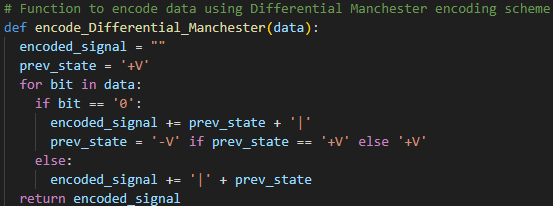 # Function to encode data using Differential Manchester encoding scheme
def encode_Differential_Manchester(data):
  encoded_signal = ""
  prev_state = '+V'
  for bit in data:
    if bit == '0':
      encoded_signal += prev_state + '|'
      prev_state = '-V' if prev_state == '+V' else '+V'
    else:
      encoded_signal += '|' + prev_state
  return encoded_signal